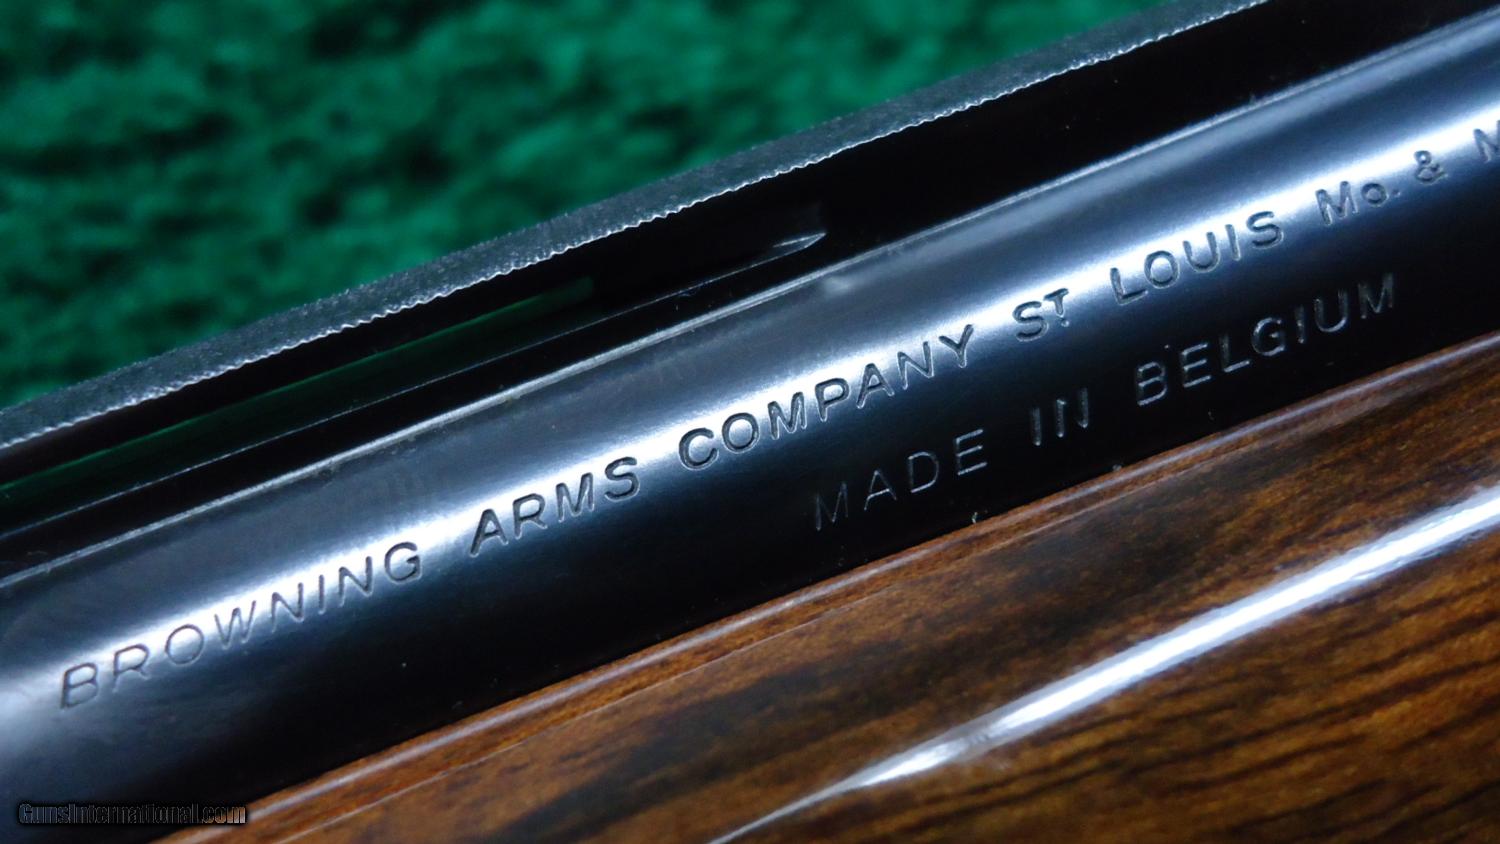 BROWNING ARMS COMPANY ST LOUIS Mo. &
MADE IN BELGIUM
GunsInternational.com